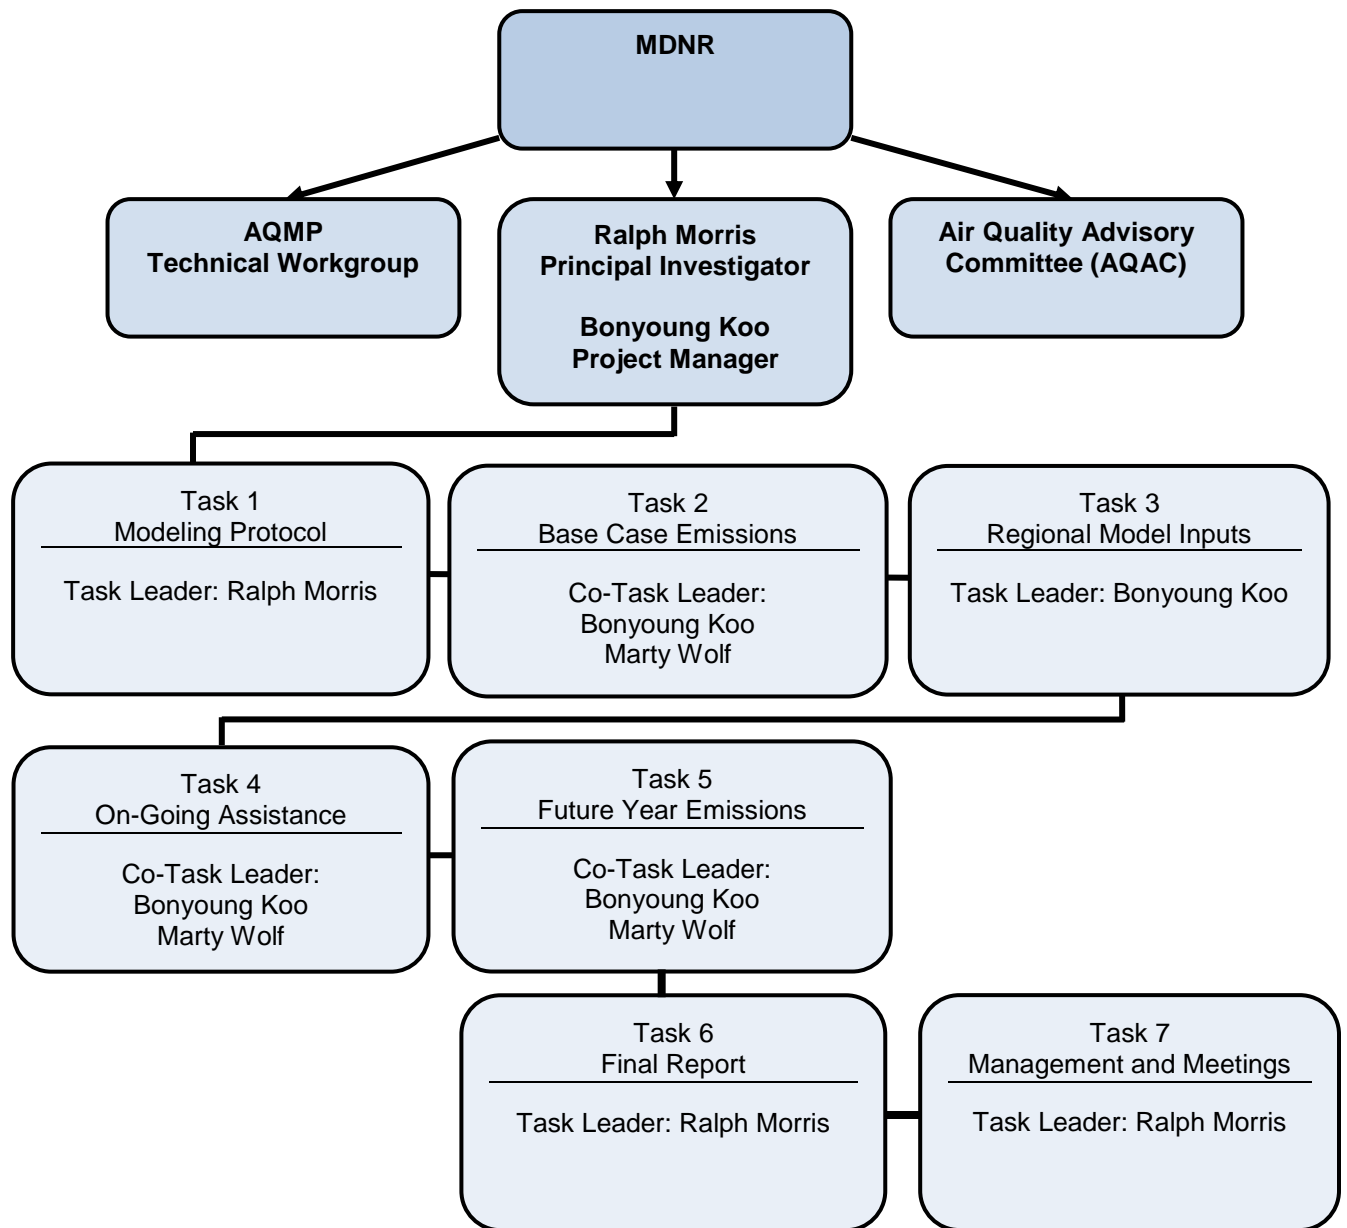 MDNR
AQMP
Technical Workgroup
Ralph Morris
Principal Investigator
Bonyoung Koo
Project Manager
Air Quality Advisory
Committee (AQAC)
Task 1
Modeling Protocol
Task Leader: Ralph Morris
Task 2
Base Case Emissions
Co-Task Leader:
Bonyoung Koo
Marty Wolf
Task 3
Regional Model Inputs
Task Leader: Bonyoung Koo
Task 4
On-Going Assistance
Co-Task Leader:
Bonyoung Koo
Marty Wolf
Task 5
Future Year Emissions
Co-Task Leader:
Bonyoung Koo
Marty Wolf
Task 6
Final Report
Task Leader: Ralph Morris
Task 7
Management and Meetings
Task Leader: Ralph Morris